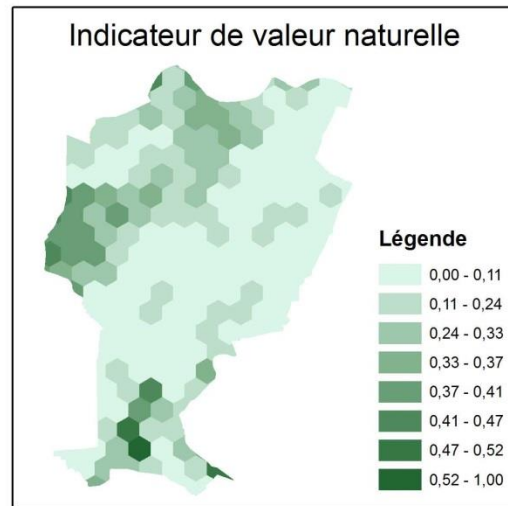 Indicateur de valeur naturelle
Légende
0,00 - 0,11
0,11 - 0,24
0,24 - 0,33
0,33 - 0,37
0,37 - 0,41
0,41 - 0,47
0,47 - 0,52
0,52 - 1,00